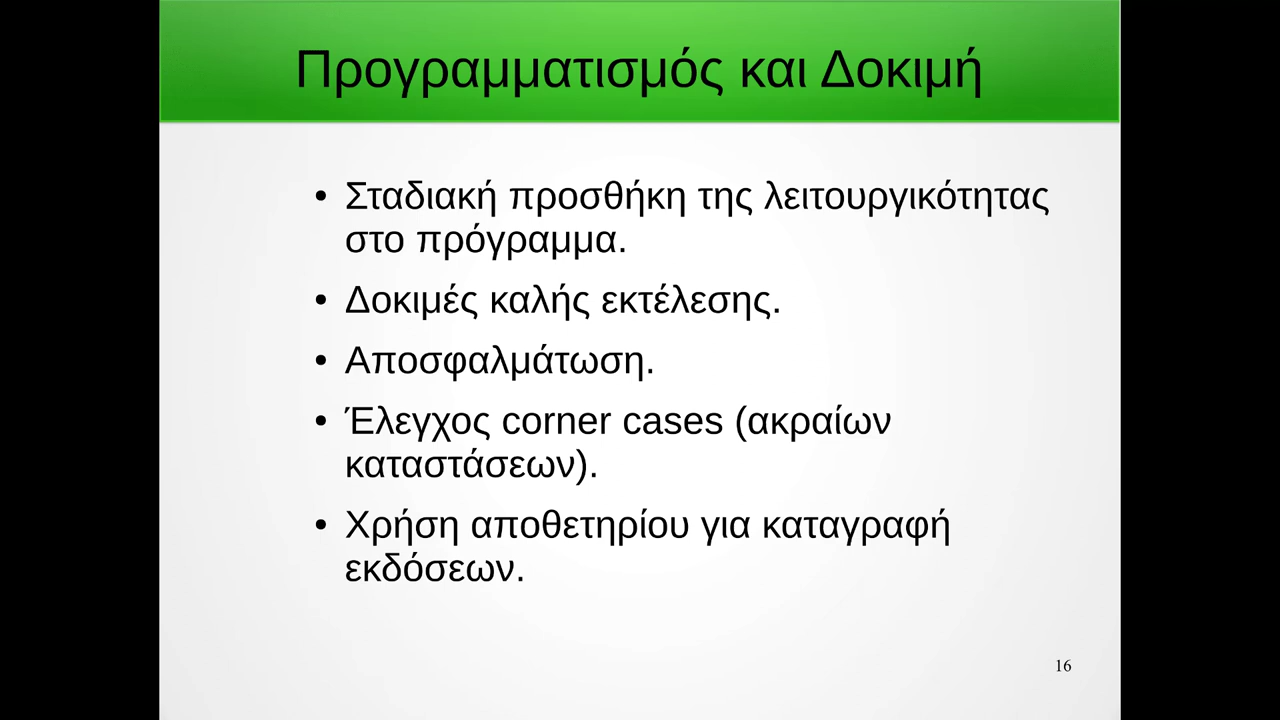 Προγραμματισμός και Δοκιμή
• Σταδιακή προσθήκη της λειτουργικότητας
στο πρόγραμμα.
• Δοκιμές καλής εκτέλεσης.
• Αποσφαλμάτωση.
• Έλεγχος corner cases (ακραίων
καταστάσεων).
• Χρήση αποθετηρίου για καταγραφή
εκδόσεων.
16